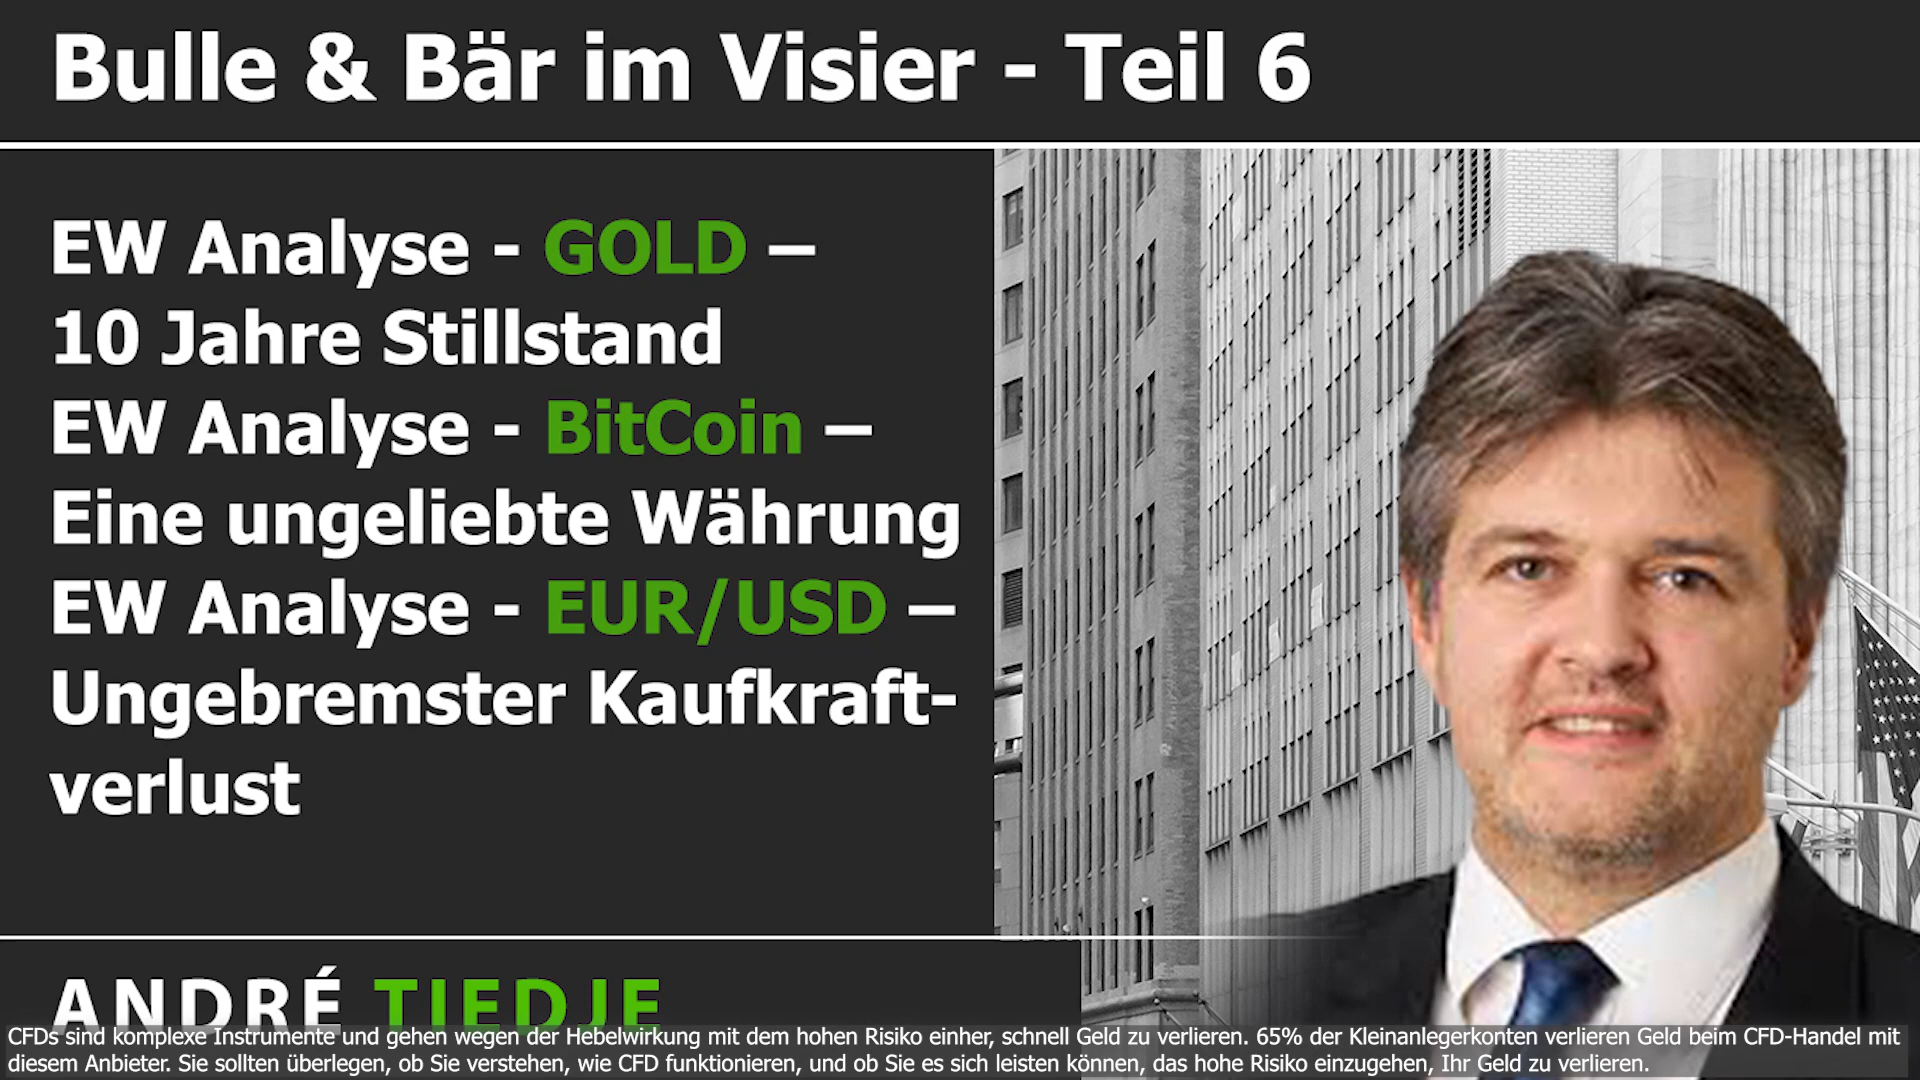 Bulle & Bär im Visier - Teil 6
EW Analyse - GOLD –
10 Jahre Stillstand
EW Analyse - BitCoin –
Eine ungeliebte Währung
EW Analyse - EUR/USD –
Ungebremster Kaufkraft-
verlust
ANDRÉ TIEDJE
CFDs sind komplexe Instrumente und gehen wegen der Hebelwirkung mit dem hohen Risiko einher, schnell Geld zu verlieren. 65% der Kleinanlegerkonten verlieren Geld beim CFD-Handel mit
diesem Anbieter. Sie sollten überlegen, ob Sie verstehen, wie CFD funktionieren, und ob Sie es sich leisten können, das hohe Risiko einzugehen, Ihr Geld zu verlieren.